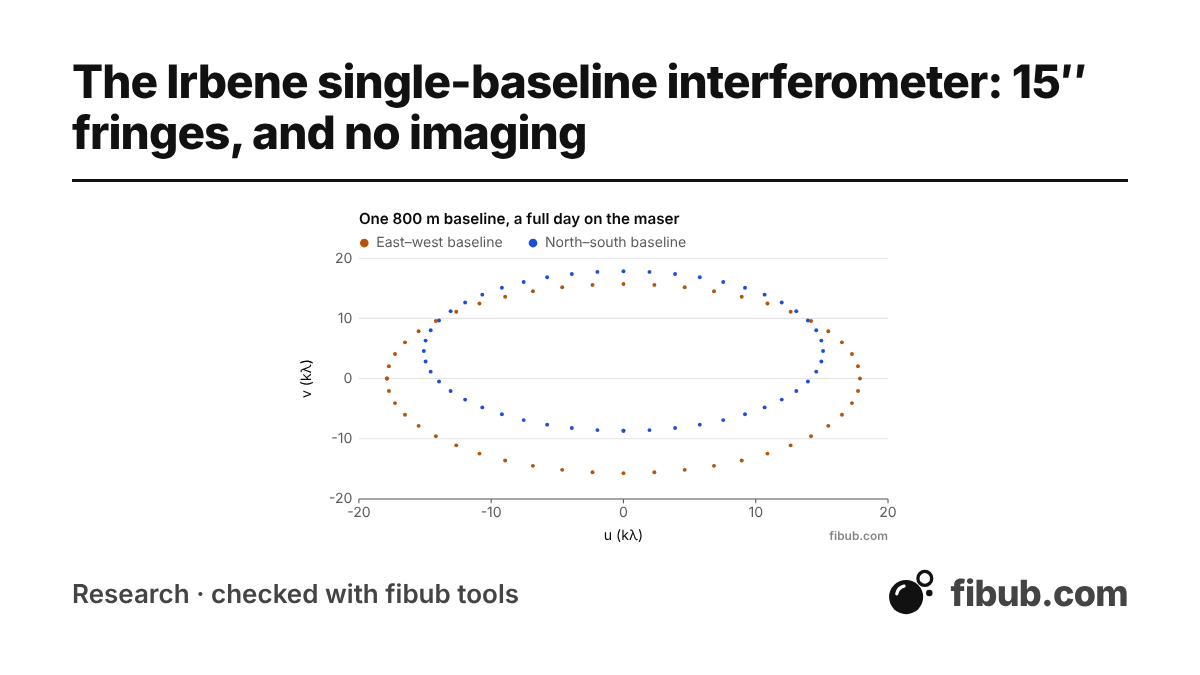 The Irbene single-baseline interferometer: 15″
fringes, and no imaging
One 800 m baseline, a full day on the maser
East–west baseline
North–south baseline
20
10
0
-10
-20
v (kλ)
-20
-10
0
10
20
u (kλ)
fibub.com
Research · checked with fibub tools
fibub.com